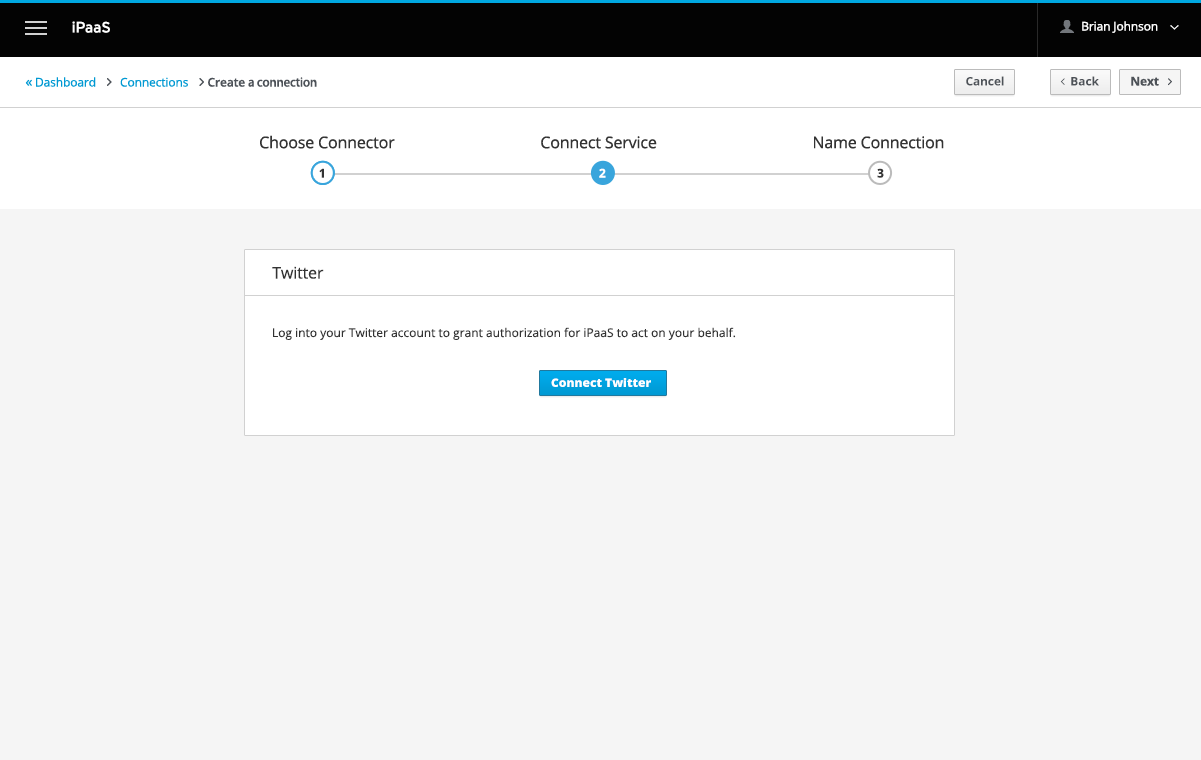 iPaaS
Brian Johnson
« Dashboard > Connections > Create a connection
Cancel
< Back
Next >
Choose Connector
Connect Service
Name Connection
1
2
3
Twitter
Log into your Twitter account to grant authorization for iPaaS to act on your behalf.
Connect Twitter